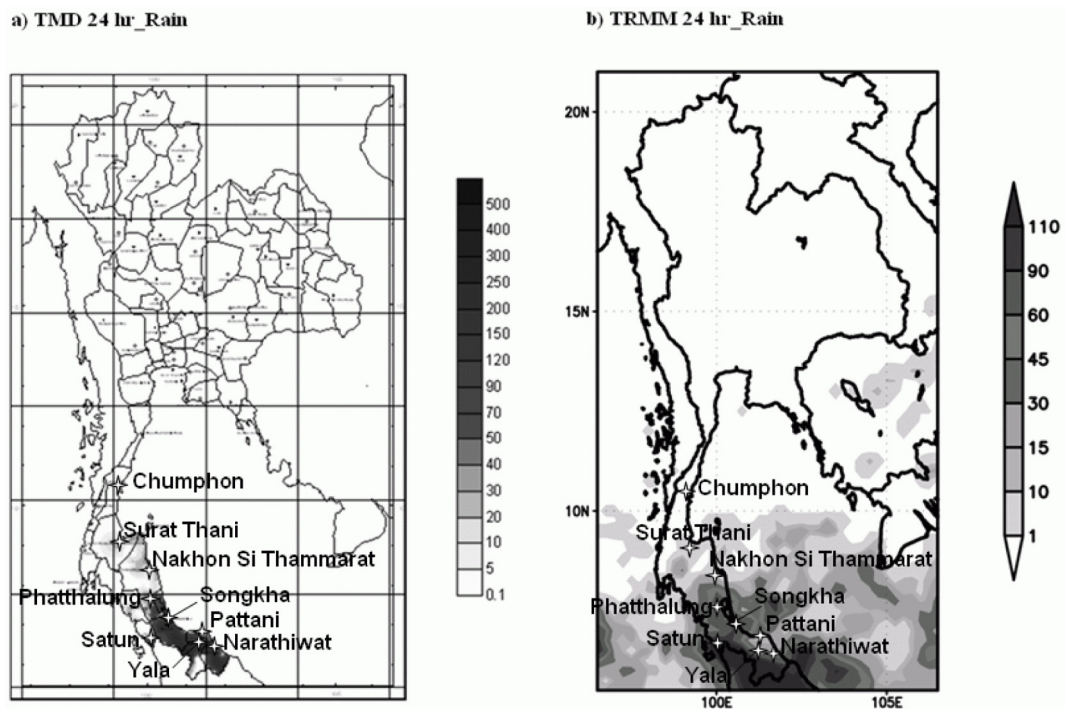 a) TMD 24 hr_Rain
Chumphon
Surat Thani
Nakhon Si Thammarat
Phatthalung
Songkha
Pattani
Satun
Narathiwat
Yala
500
400
300
250
200
150
120
90
70
50
40
30
20
10
5
0.1
b) TRMM 24 hr_Rain
20N
15N
10N
Chumphon
Surat Thani
Nakhon Si Thammarat
Phatthalung
Songkha
Pattani
Satun
Narathiwat
Yala
100E
105E
110
90
60
45
30
15
10
1